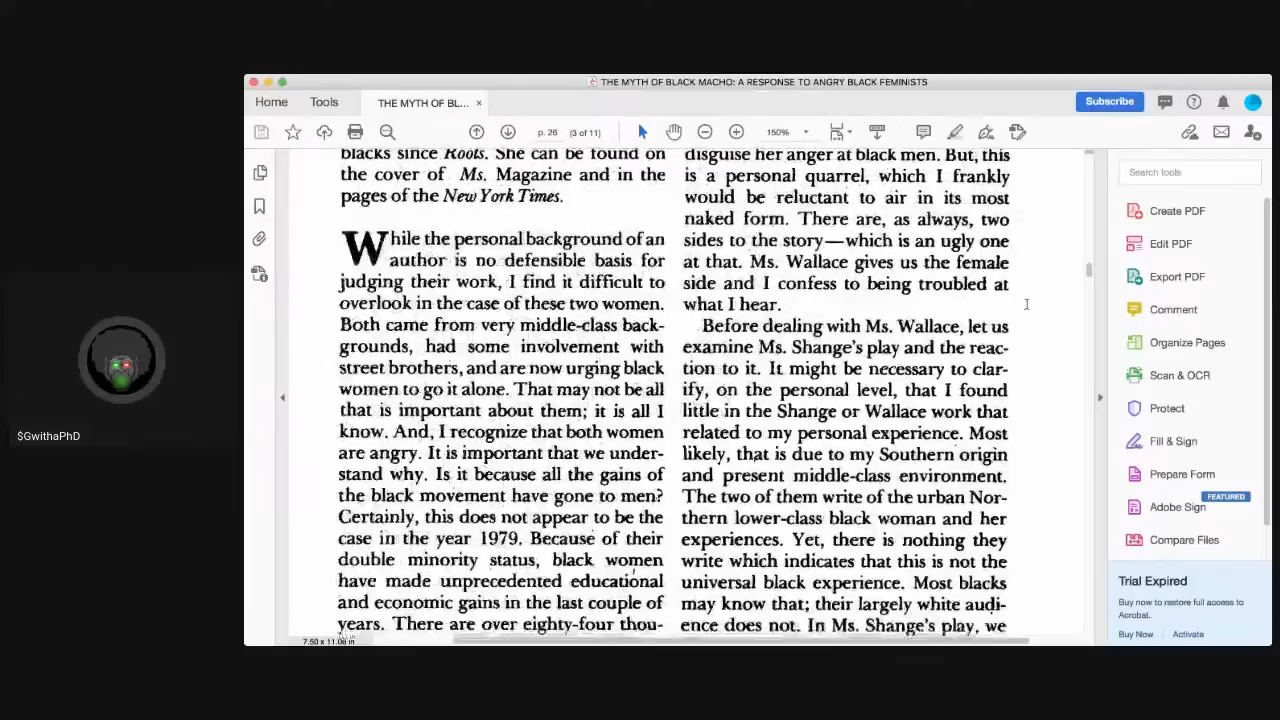 THE MYTH OF BLACK MACHO: A RESPONSE TO ANGRY BLACK FEMINISTS
Home
Tools
THE MYTH OF BL...
Subscribe
p. 26
(3 of 11)
150%
blacks since Roots. She can be found on
the cover of Ms. Magazine and in the
pages of the New York Times.
While the personal background of an
author is no defensible basis for
judging their work, I find it difficult to
overlook in the case of these two women.
Both came from very middle-class back-
grounds, had some involvement with
street brothers, and are now urging black
women to go it alone. That may not be all
that is important about them; it is all I
know. And, I recognize that both women
are angry. It is important that we under-
stand why. Is it because all the gains of
the black movement have gone to men?
Certainly, this does not appear to be the
case in the year 1979. Because of their
double minority status, black women
have made unprecedented educational
and economic gains in the last couple of
years. There are over eighty-four thou-
disguise her anger at black men. But, this
is a personal quarrel, which I frankly
would be reluctant to air in its most
naked form. There are, as always, two
sides to the story—which is an ugly one
at that. Ms. Wallace gives us the female
side and I confess to being troubled at
what I hear.
Before dealing with Ms. Wallace, let us
examine Ms. Shange's play and the reac-
tion to it. It might be necessary to clar-
ify, on the personal level, that I found
little in the Shange or Wallace work that
related to my personal experience. Most
likely, that is due to my Southern origin
and present middle-class environment.
The two of them write of the urban Nor-
thern lower-class black woman and her
experiences. Yet, there is nothing they
write which indicates that this is not the
universal black experience. Most blacks
may know that; their largely white audi-
ence does not. In Ms. Shange's play, we
7.50 x 11.06 in
Search tools
Create PDF
Edit PDF
Export PDF
Comment
Organize Pages
Scan & OCR
Protect
Fill & Sign
Prepare Form
FEATURED
Adobe Sign
Compare Files
Trial Expired
Buy now to restore full access to
Acrobat.
Buy Now
Activate
$GwithaPhD